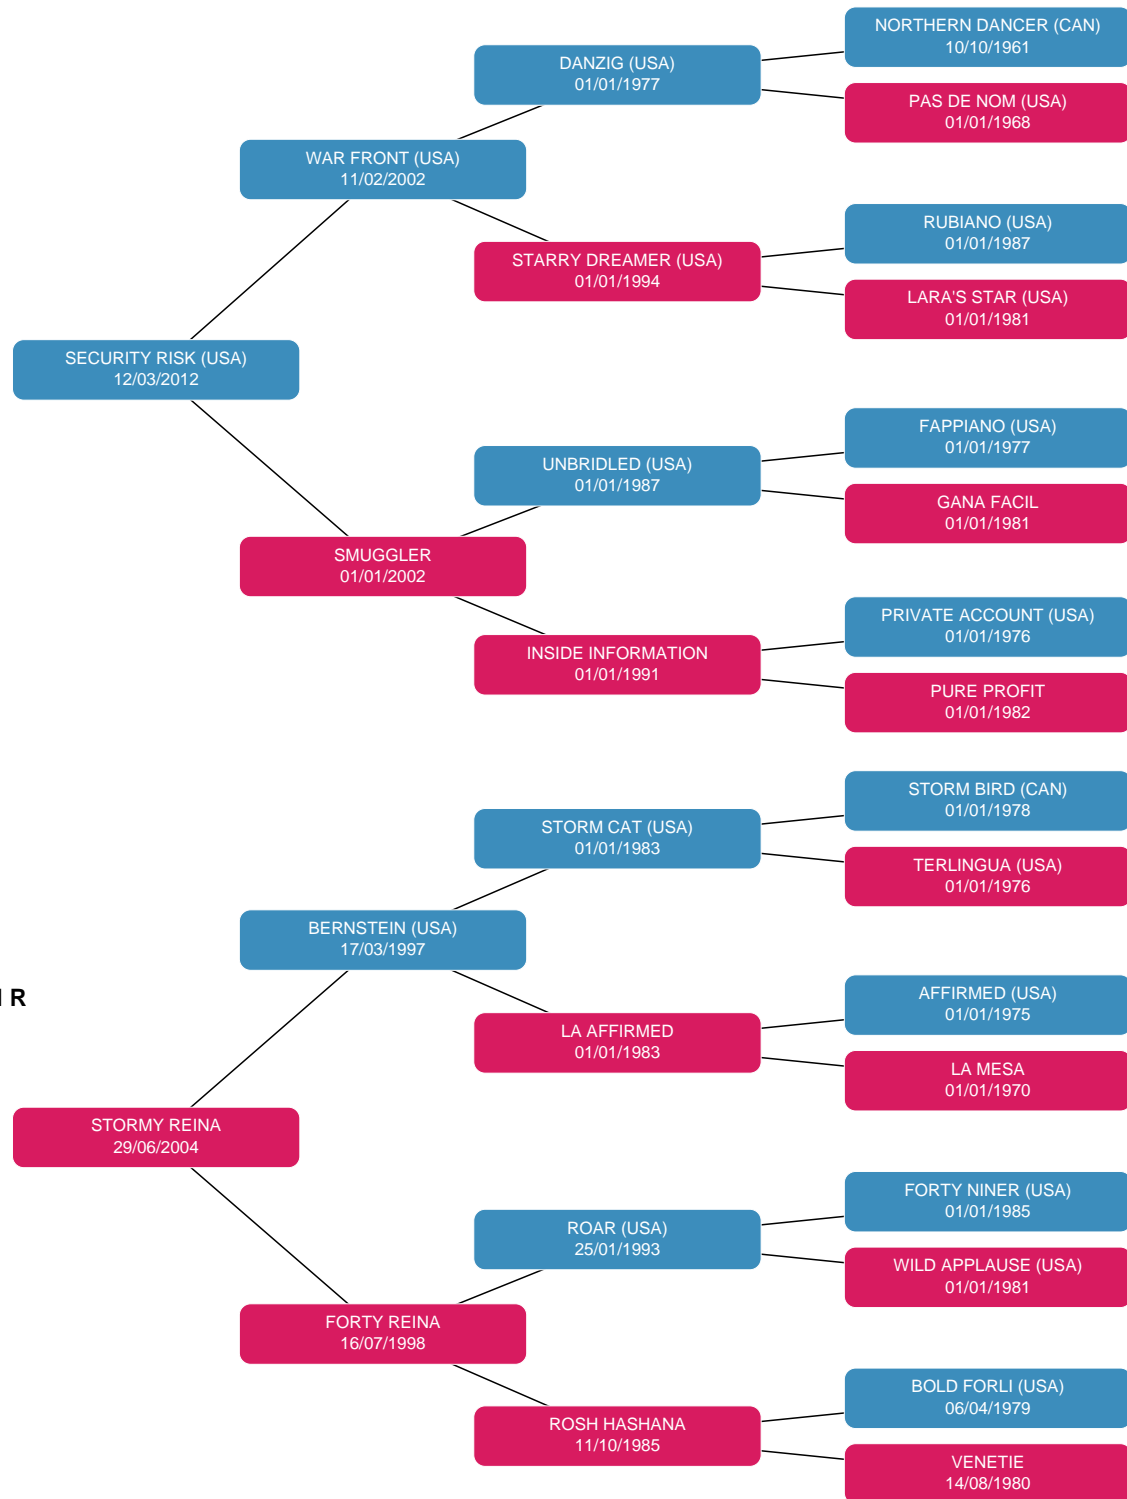 NORTHERN DANCER (CAN)
10/10/1961
DANZIG (USA)
01/01/1977
PAS DE NOM (USA)
01/01/1968
WAR FRONT (USA)
11/02/2002
RUBIANO (USA)
01/01/1987
STARRY DREAMER (USA)
01/01/1994
LARA'S STAR (USA)
01/01/1981
SECURITY RISK (USA)
12/03/2012
FAPPIANO (USA)
01/01/1977
UNBRIDLED (USA)
01/01/1987
GANA FACIL
01/01/1981
SMUGGLER
01/01/2002
PRIVATE ACCOUNT (USA)
01/01/1976
INSIDE INFORMATION
01/01/1991
PURE PROFIT
01/01/1982
STORM BIRD (CAN)
01/01/1978
STORM CAT (USA)
01/01/1983
TERLINGUA (USA)
01/01/1976
BERNSTEIN (USA)
17/03/1997
AFFIRMED (USA)
01/01/1975
R
LA AFFIRMED
01/01/1983
LA MESA
01/01/1970
STORMY REINA
29/06/2004
FORTY NINER (USA)
01/01/1985
ROAR (USA)
25/01/1993
WILD APPLAUSE (USA)
01/01/1981
FORTY REINA
16/07/1998
BOLD FORLI (USA)
06/04/1979
ROSH HASHANA
11/10/1985
VENETIE
14/08/1980